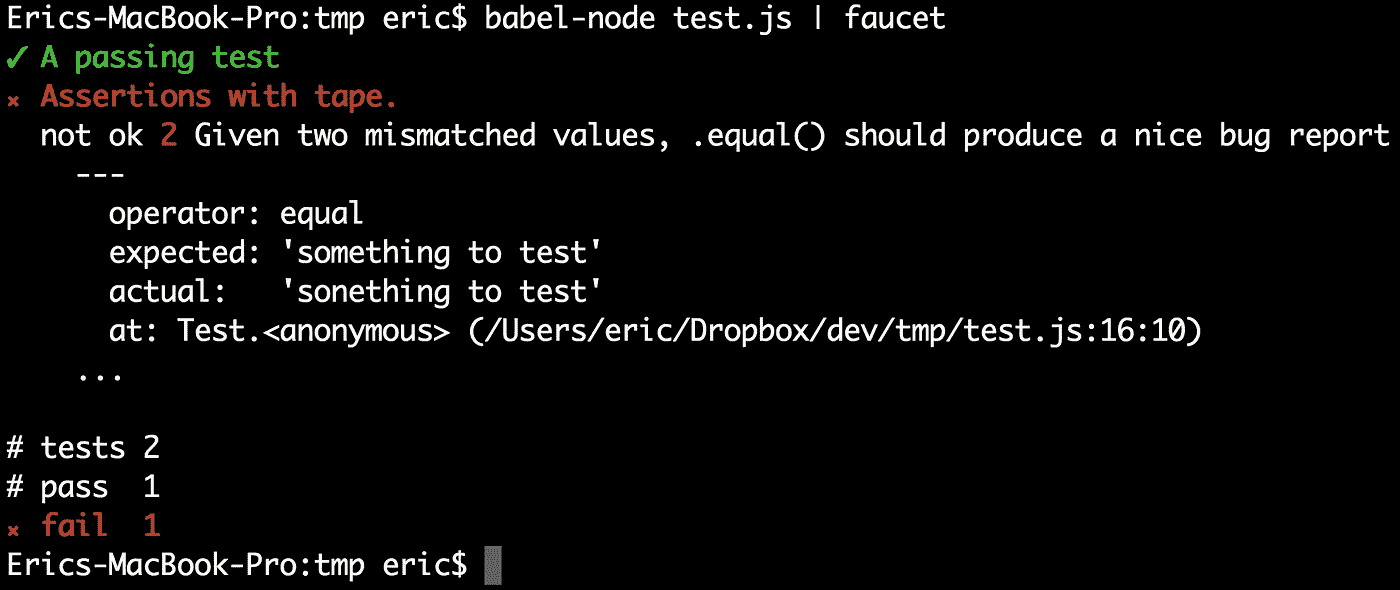 Erics-MacBook-Pro:tmp eric$ babel-node test.js | faucet
✓ A passing test
× Assertions with tape.
not ok 2 Given two mismatched values, .equal() should produce a nice bug report
---
operator: equal
expected: 'something to test'
actual:   'sonething to test'
at: Test.<anonymous> (/Users/eric/Dropbox/dev/tmp/test.js:16:10)
...
# tests 2
# pass  1
× fail  1
Erics-MacBook-Pro:tmp eric$